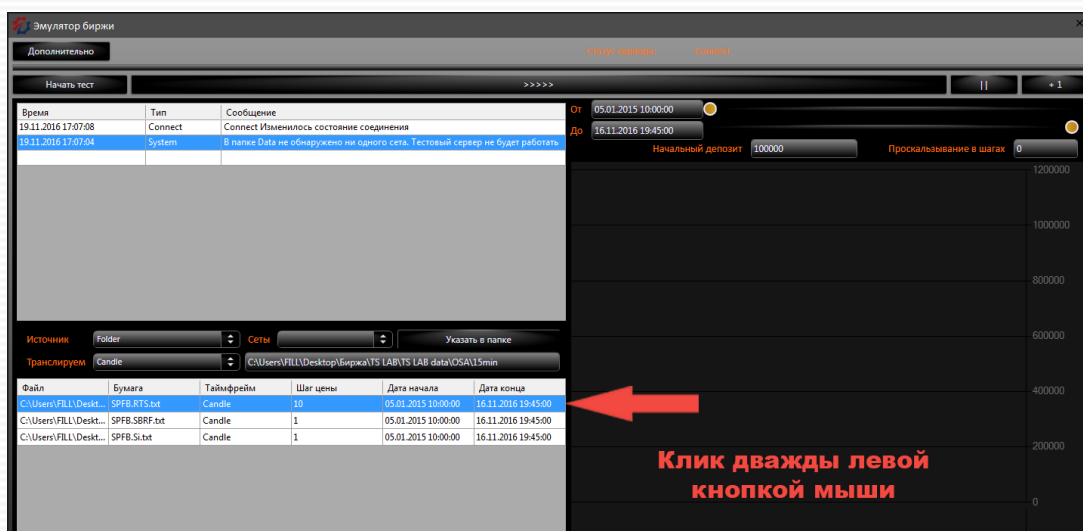 Эмулятор биржи
Дополнительно
Начать тест >>>>> + 1
Время Тип Сообщение
19.11.2016 17:07:08 Connect Connect Изменилось состояние соединения
19.11.2016 17:07:04 System В папке Data не обнаружено ни одного сета. Тестовый сервер не будет работать
От 05.01.2015 10:00:00
До 16.11.2016 19:45:00
Начальный депозит 100000 Проскальзывание в шагах 0
1200000
1000000
800000
600000
400000
200000
0
Источник Folder Сеты Указать в папке
Транслируем Candle C:\Users\FILL\Desktop\Биржа\TS LAB\TS LAB data\OSA\15min
Файл Бумага Таймфрейм Шаг цены Дата начала Дата конца
C:\Users\FILL\Deskt... SPFB.RTS.txt Candle 10 05.01.2015 10:00:00 16.11.2016 19:45:00
C:\Users\FILL\Deskt... SPFB.SBRF.txt Candle 1 05.01.2015 10:00:00 16.11.2016 19:45:00
C:\Users\FILL\Deskt... SPFB.Si.txt Candle 1 05.01.2015 10:00:00 16.11.2016 19:45:00
Клик дважды левой
кнопкой мыши